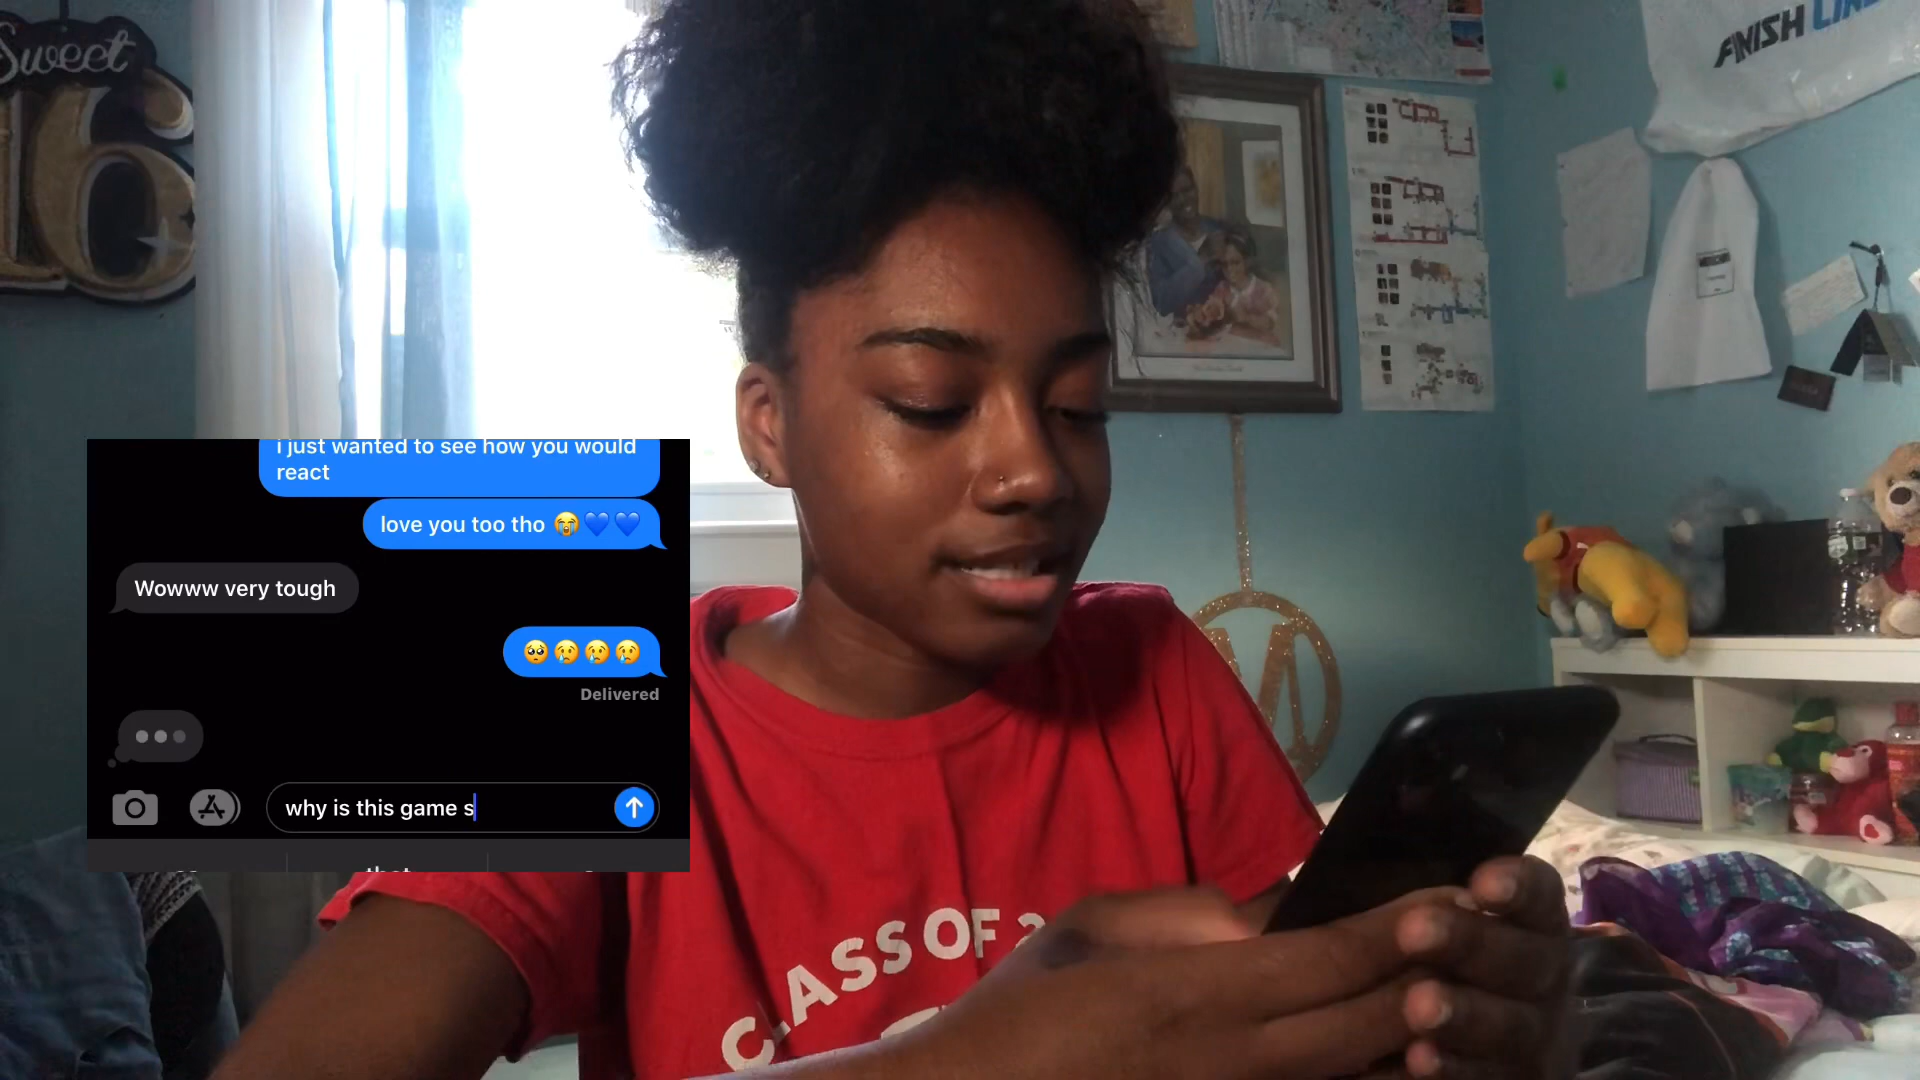 Sweet
16
FINISH LINE
i just wanted to see how you would
react
love you too tho 😭💙💙
Wowww very tough
🥺😢😢😢
Delivered
why is this game s
that
CLASS OF 2
M